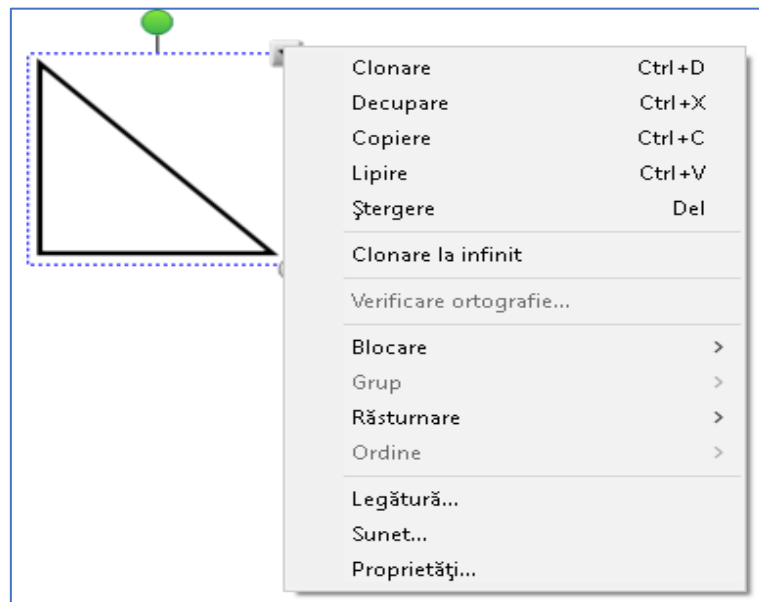 Clonare Ctrl+D
Decupare Ctrl+X
Copiere Ctrl+C
Lipire Ctrl+V
Ştergere Del
Clonare la infinit
Verificare ortografie...
Blocare >
Grup >
Răsturnare >
Ordine >
Legătură...
Sunet...
Proprietăţi...